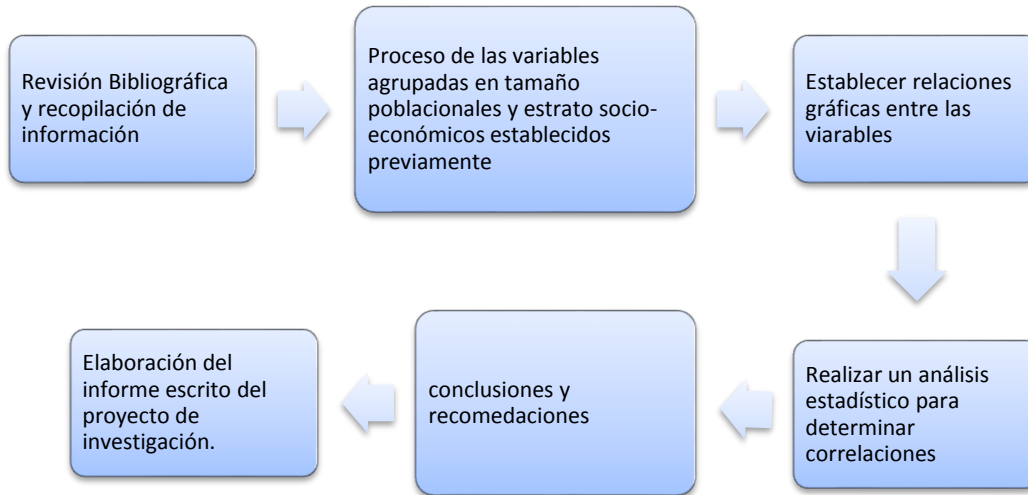 Revisión Bibliográfica
y recopilación de
información
Proceso de las variables
agrupadas en tamaño
poblacionales y estrato socio-
económicos establecidos
previamente
Establecer relaciones
gráficas entre las
viarables
Realizar un análisis
estadístico para
determinar
correlaciones
conclusiones y
recomedaciones
Elaboración del
informe escrito del
proyecto de
investigación.